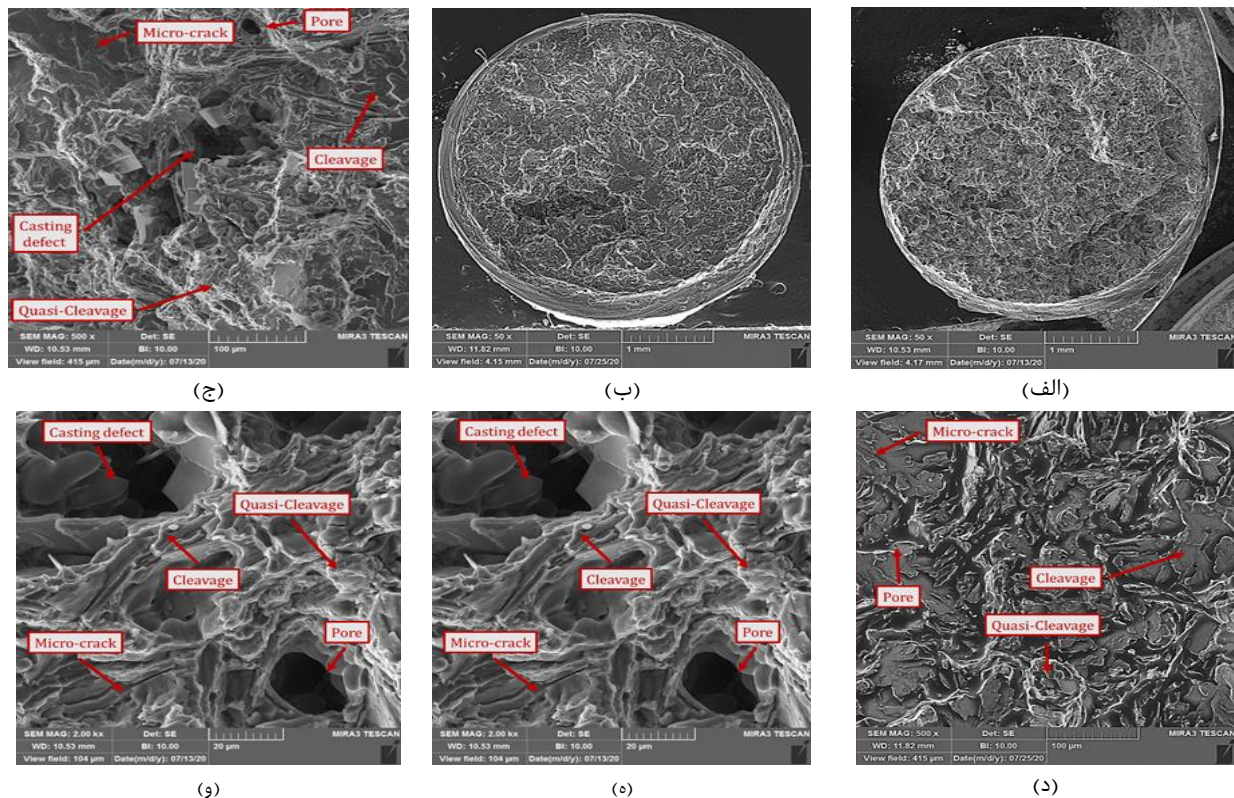 Micro-crack
Pore
Cleavage
Casting
defect
Quasi-Cleavage
SEM MAG: 500 x Det: SE
WD: 10.53 mm BI: 10.00 100 µm
View field: 415 µm Date(m/d/y): 07/13/20
MIRA3 TESCAN
(ج)
SEM MAG: 50 x Det: SE
WD: 11.82 mm BI: 10.00 1 mm
View field: 4.15 mm Date(m/d/y): 07/25/20
MIRA3 TESCAN
(ب)
SEM MAG: 50 x Det: SE
WD: 10.53 mm BI: 10.00 1 mm
View field: 4.17 mm Date(m/d/y): 07/13/20
MIRA3 TESCAN
(الف)
Casting defect
Quasi-Cleavage
Cleavage
Micro-crack
Pore
SEM MAG: 2.00 kx Det: SE
WD: 10.53 mm BI: 10.00 20 µm
View field: 104 µm Date(m/d/y): 07/13/20
MIRA3 TESCAN
(و)
Casting defect
Quasi-Cleavage
Cleavage
Micro-crack
Pore
SEM MAG: 2.00 kx Det: SE
WD: 10.53 mm BI: 10.00 20 µm
View field: 104 µm Date(m/d/y): 07/13/20
MIRA3 TESCAN
(ه)
Micro-crack
Pore
Cleavage
Quasi-Cleavage
SEM MAG: 500 x Det: SE
WD: 11.82 mm BI: 10.00 100 µm
View field: 415 µm Date(m/d/y): 07/25/20
MIRA3 TESCAN
(د)